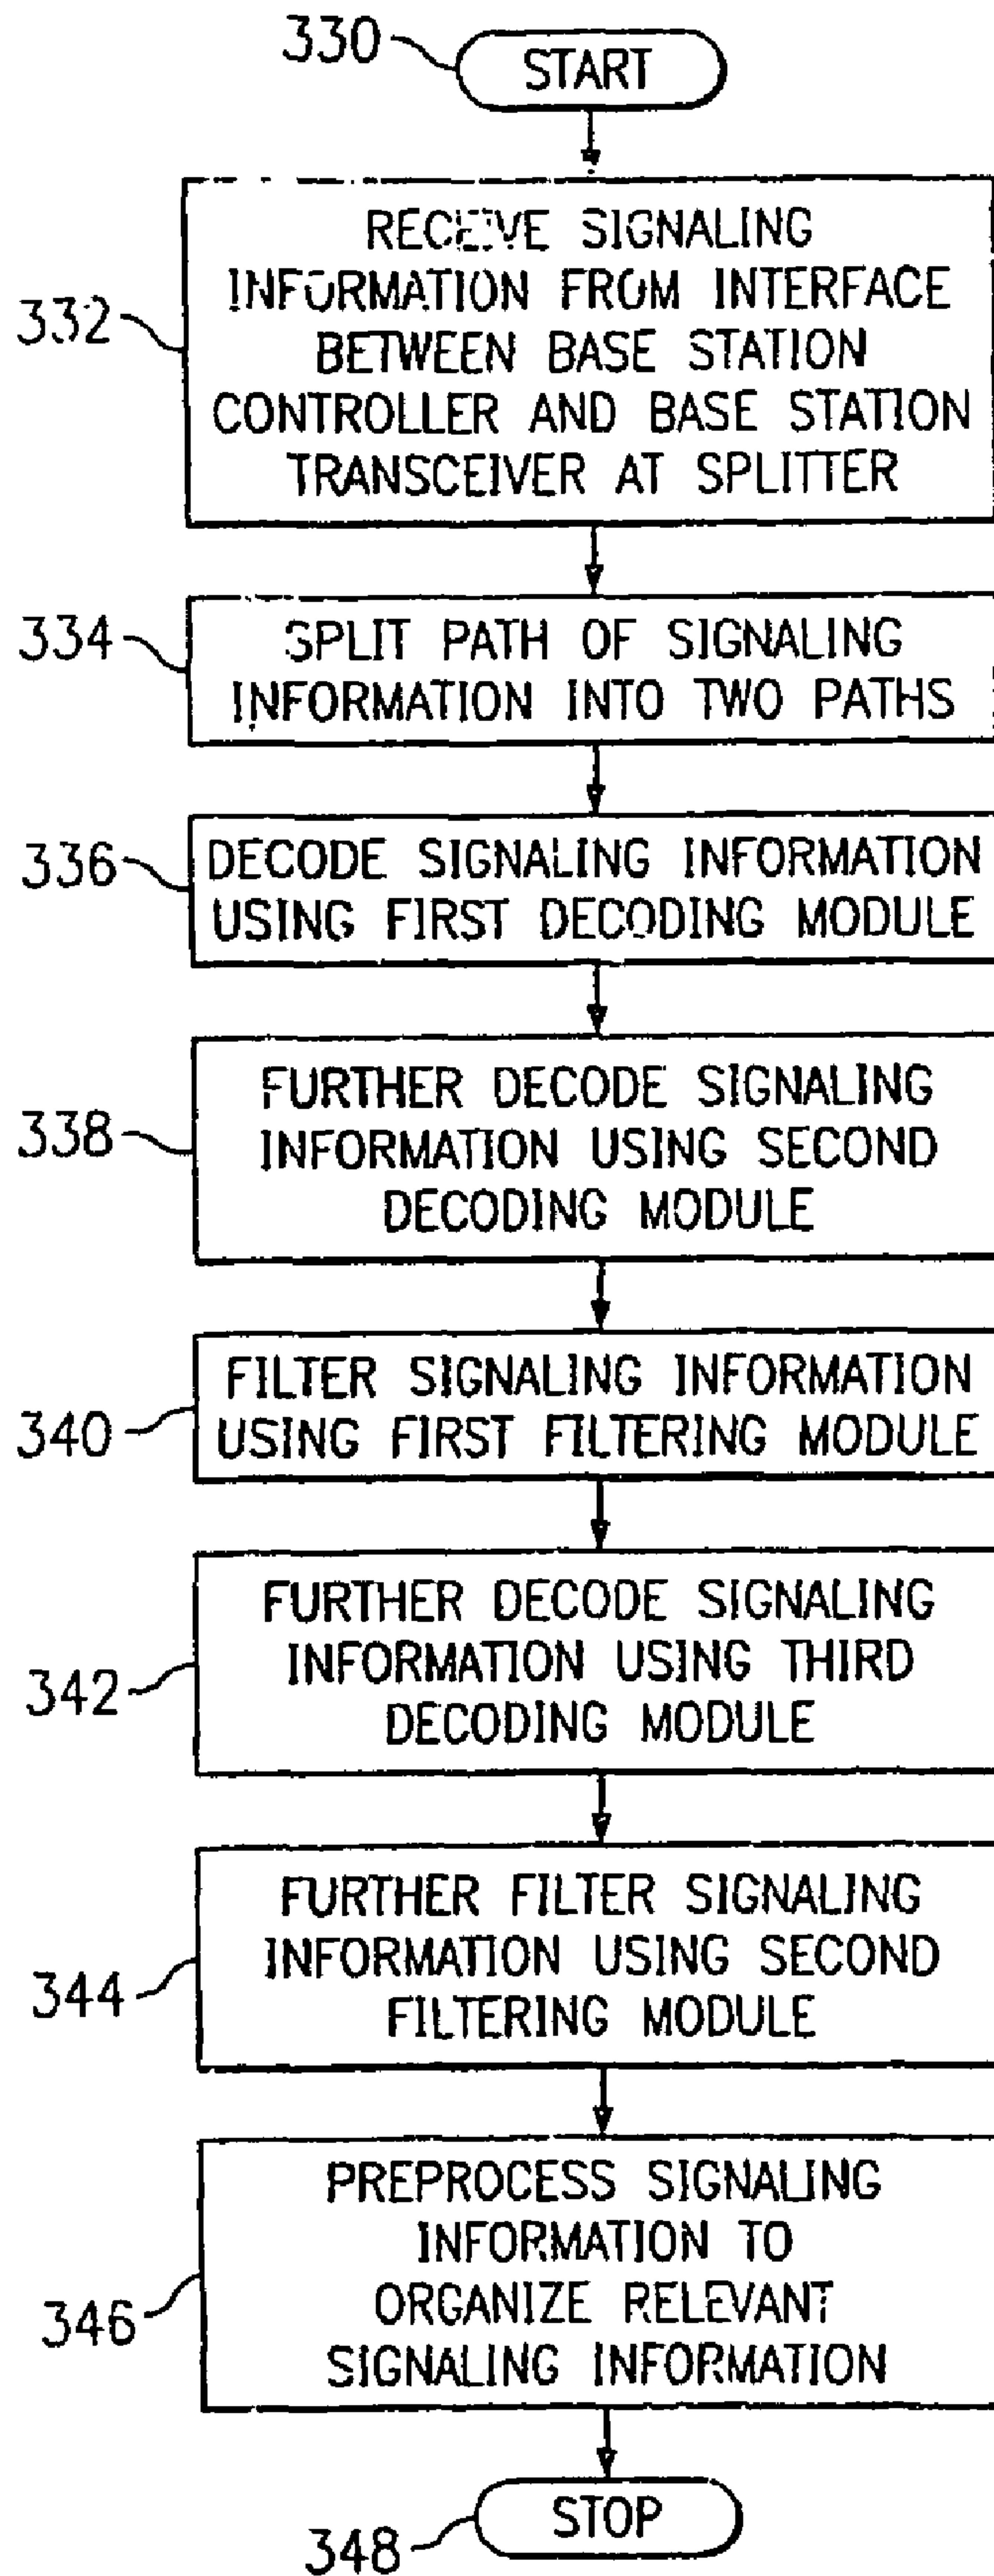 330
START
332
RECEIVE SIGNALING
INFORMATION FROM INTERFACE
BETWEEN BASE STATION
CONTROLLER AND BASE STATION
TRANSCEIVER AT SPLITTER
334
SPLIT PATH OF SIGNALING
INFORMATION INTO TWO PATHS
336
DECODE SIGNALING INFORMATION
USING FIRST DECODING MODULE
338
FURTHER DECODE SIGNALING
INFORMATION USING SECOND
DECODING MODULE
340
FILTER SIGNALING INFORMATION
USING FIRST FILTERING MODULE
342
FURTHER DECODE SIGNALING
INFORMATION USING THIRD
DECODING MODULE
344
FURTHER FILTER SIGNALING
INFORMATION USING SECOND
FILTERING MODULE
346
PREPROCESS SIGNALING
INFORMATION TO
ORGANIZE RELEVANT
SIGNALING INFORMATION
348
STOP